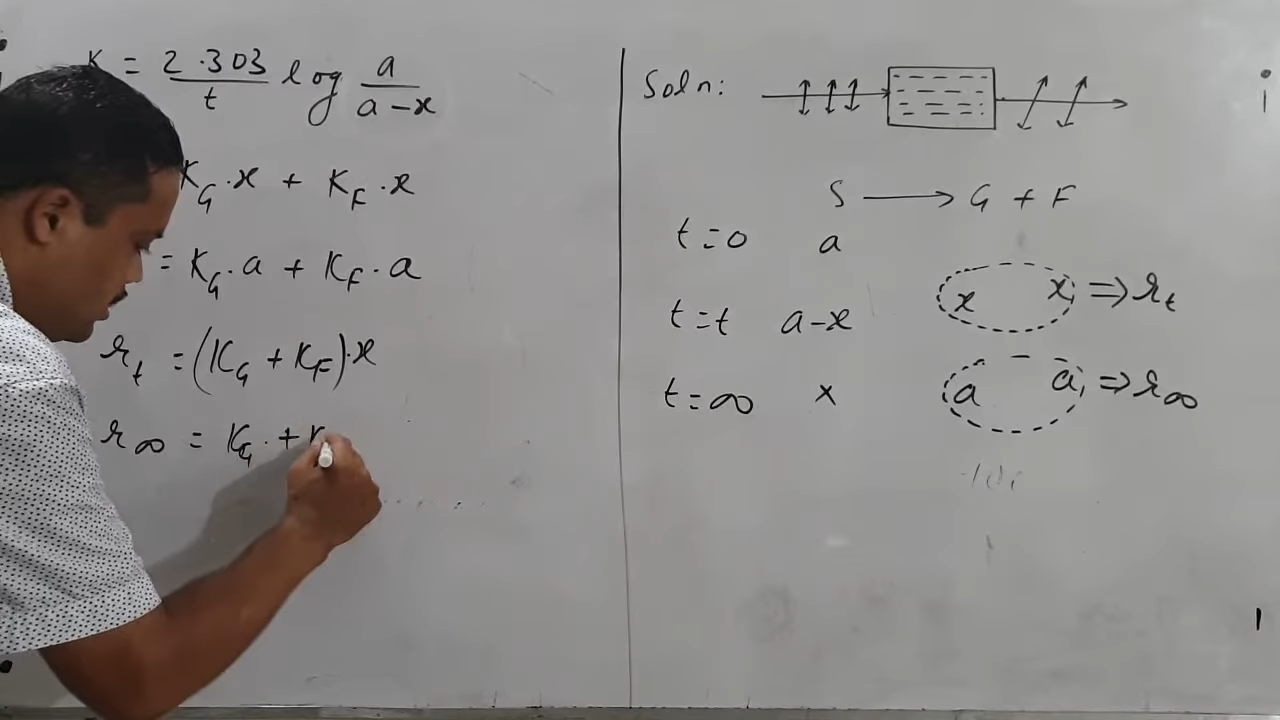 K = 2.303/t log a/(a-x)
K_G.x + K_F.x
= K_G.a + K_F.a
r_t = (K_G + K_F).x
r_∞ = K_G. + K
Soln:
S ⟶ G + F
t=0 a
t=t a-x x x ⇒ r_t
t=∞ × a a ⇒ r_∞